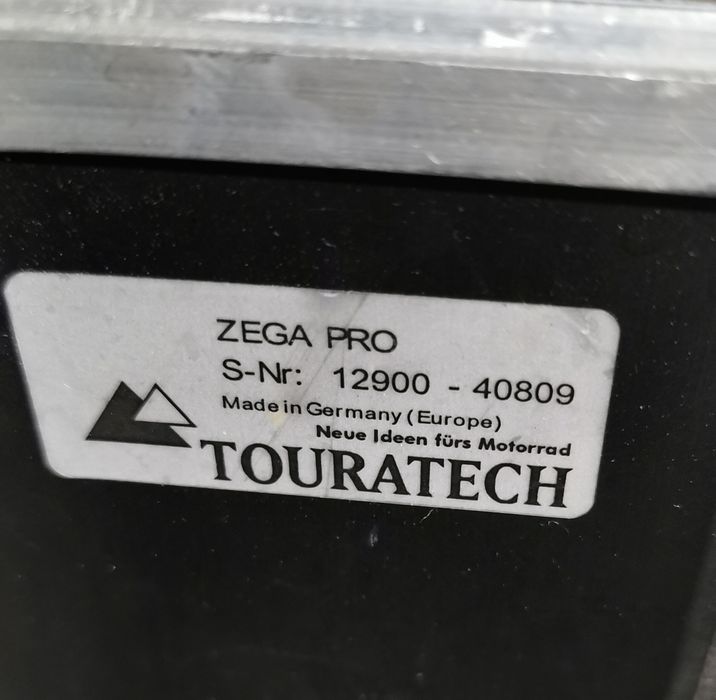 ZEGA PRO
S-Nr: 12900 - 40809
Made in Germany (Europe)
Neue Ideen fürs Motorrad
TOURATECH